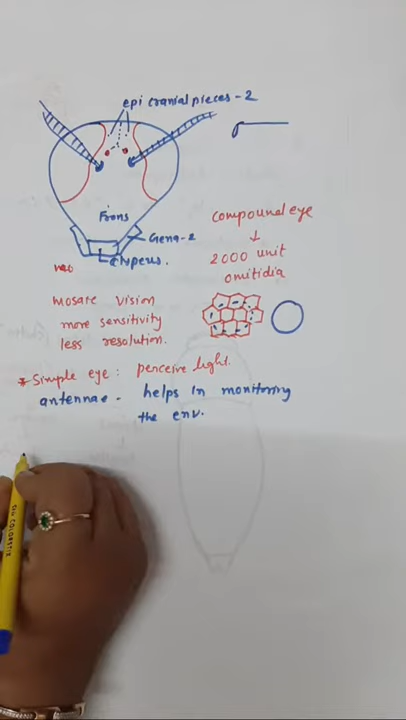 epi cranial pieces - 2
Frons
Gena-2
clypeus.
compound eye
↓
2000 unit
omitidia
mosare vision
more sensitivity
less resolution.
* Simple eye : perceive light.
antennae - helps in monitoring
the env.